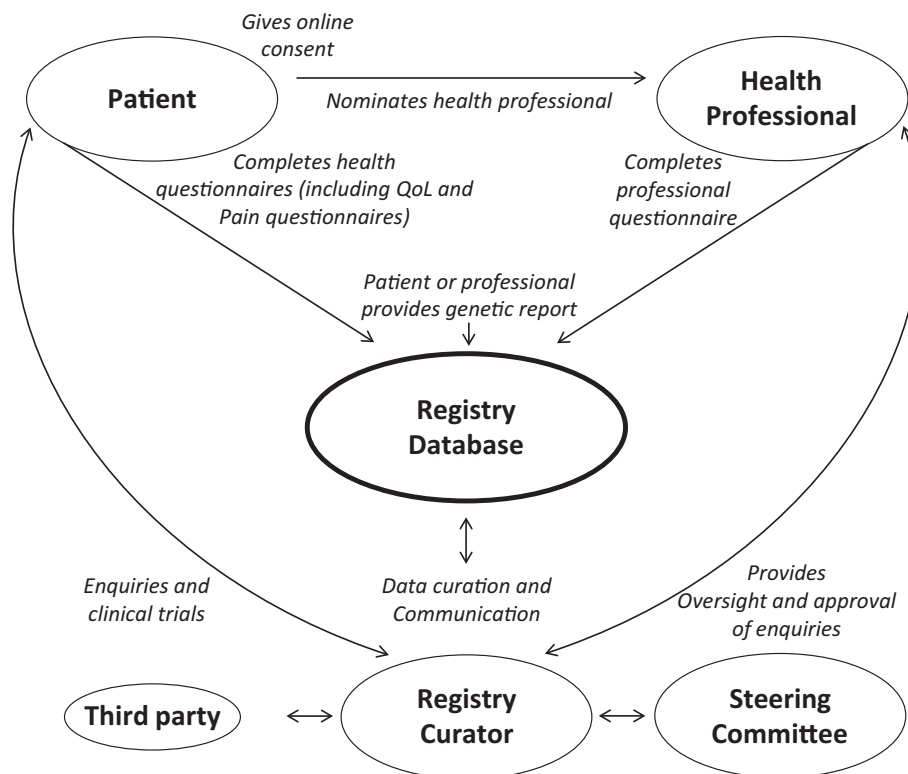 Gives online
consent
Patient
Nominates health professional
Health
Professional
Completes health
questionnaires (including QoL and
Pain questionnaires)
Completes
professional
questionnaire
Patient or professional
provides genetic report
Registry
Database
Enquiries and
clinical trials
Data curation and
Communication
Provides
Oversight and approval
of enquiries
Third party
Registry
Curator
Steering
Committee